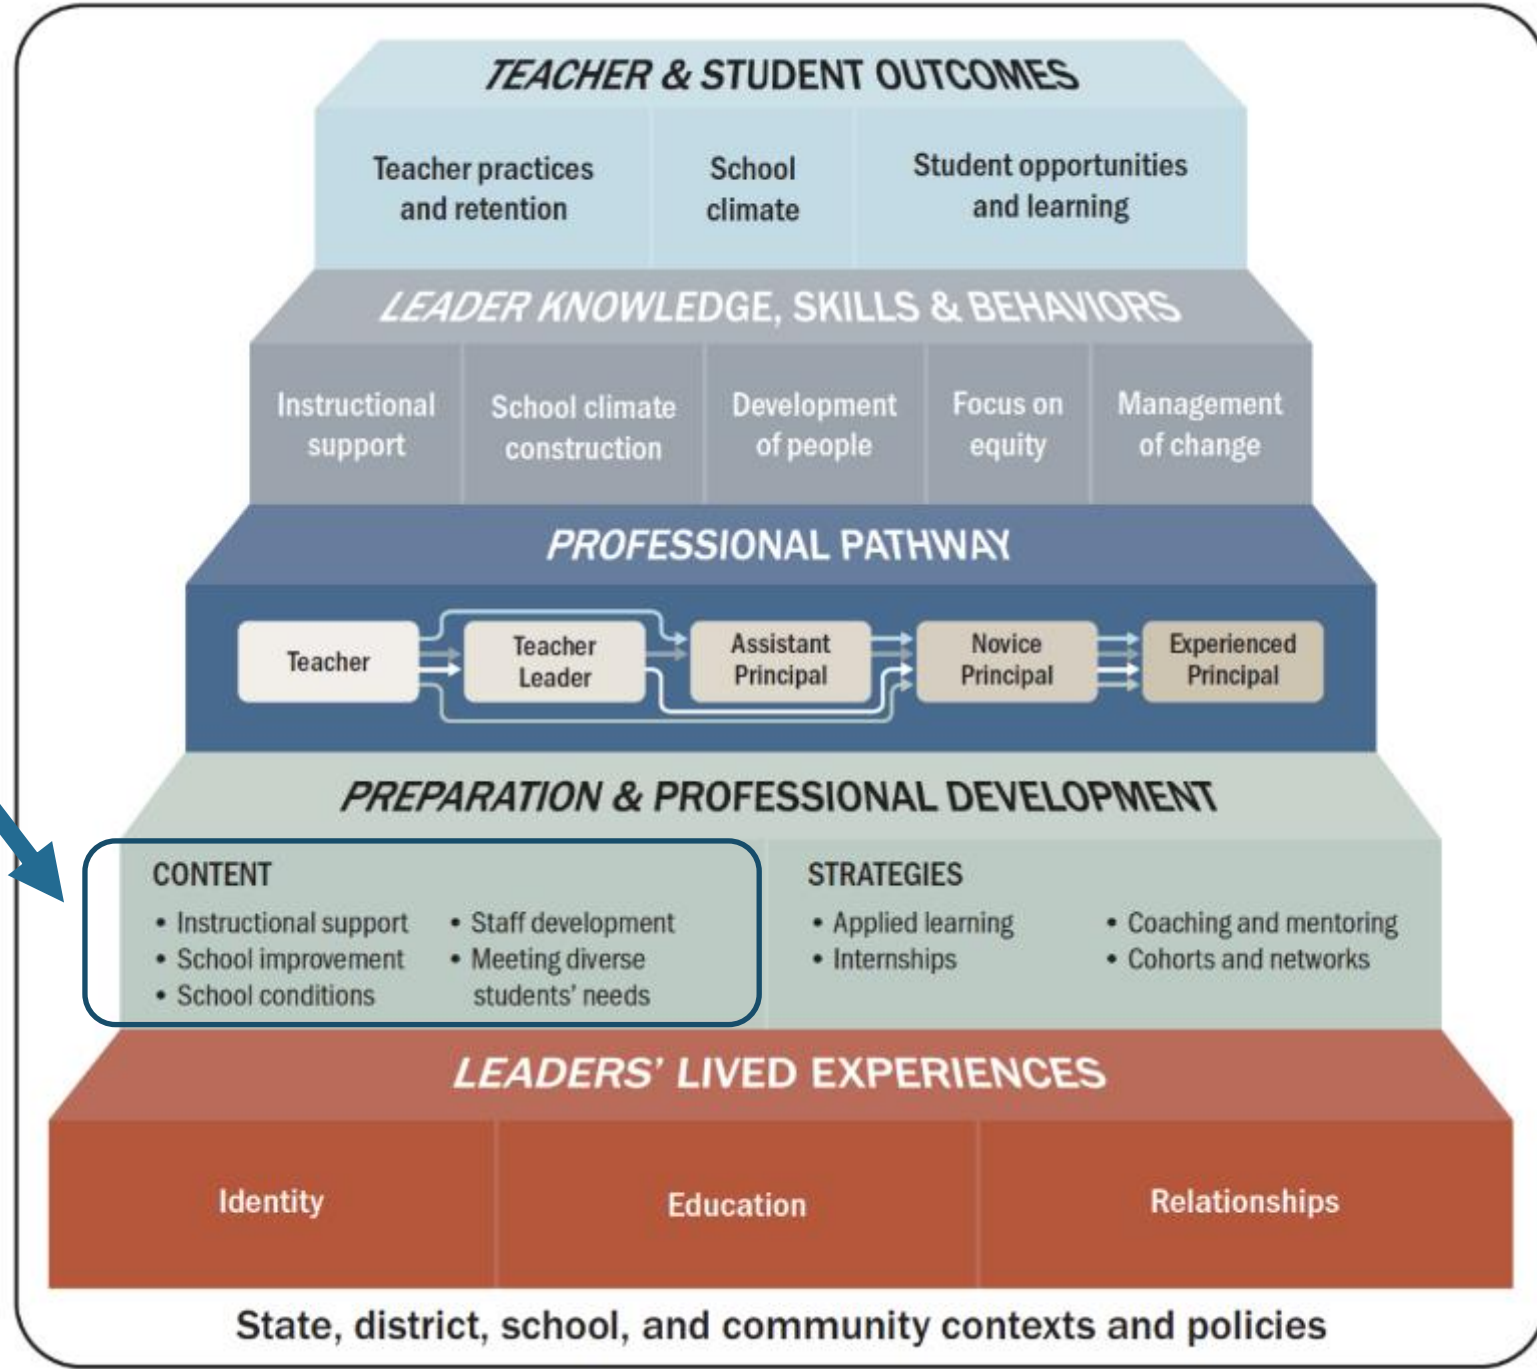 TEACHER & STUDENT OUTCOMES
Teacher practices
and retention
School
climate
Student opportunities
and learning
LEADER KNOWLEDGE, SKILLS & BEHAVIORS
Instructional
support
School climate
construction
Development
of people
Focus on
equity
Management
of change
PROFESSIONAL PATHWAY
Teacher
Teacher
Leader
Assistant
Principal
Novice
Principal
Experienced
Principal
PREPARATION & PROFESSIONAL DEVELOPMENT
CONTENT
• Instructional support
• School improvement
• School conditions
• Staff development
• Meeting diverse
students’ needs
STRATEGIES
• Applied learning
• Internships
• Coaching and mentoring
• Cohorts and networks
LEADERS’ LIVED EXPERIENCES
Identity
Education
Relationships
State, district, school, and community contexts and policies